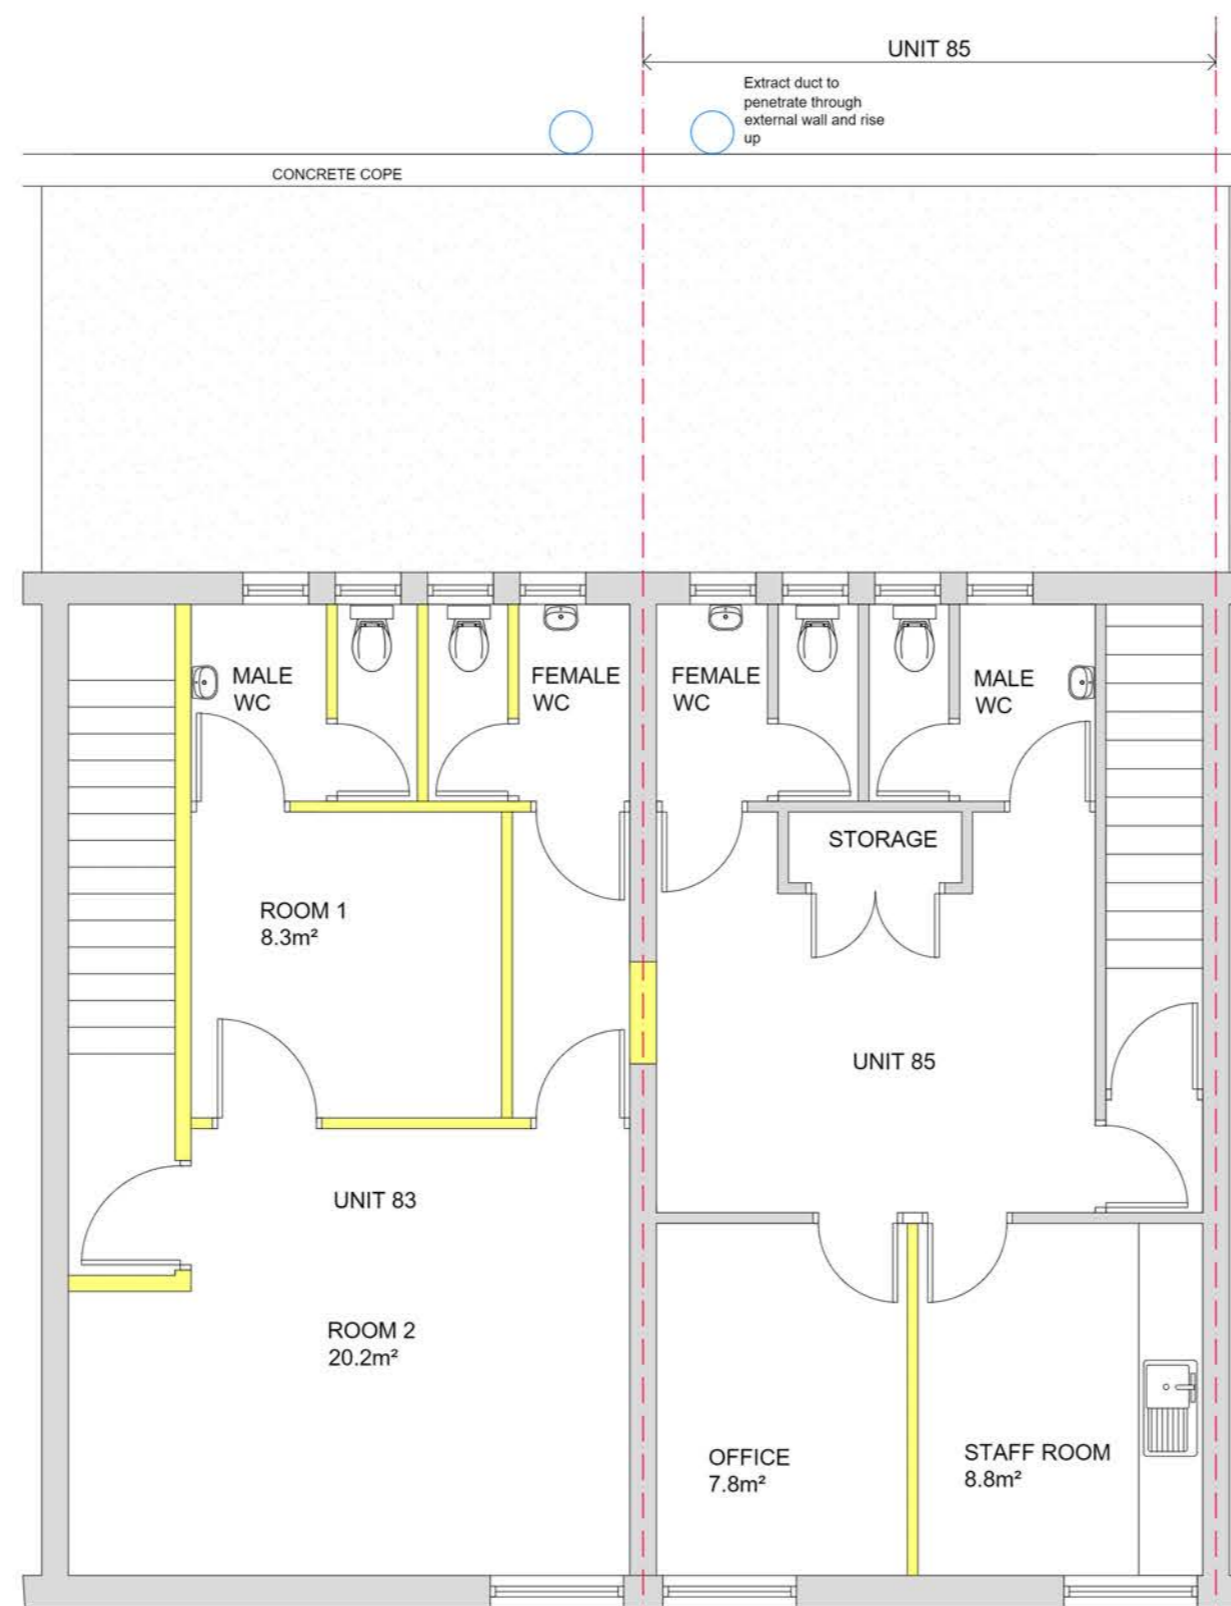 UNIT 85
Extract duct to
penetrate through
external wall and rise
up
CONCRETE COPE
MALE
WC
FEMALE
WC
FEMALE
WC
MALE
WC
STORAGE
ROOM 1
8.3m²
UNIT 85
UNIT 83
ROOM 2
20.2m²
OFFICE
7.8m²
STAFF ROOM
8.8m²